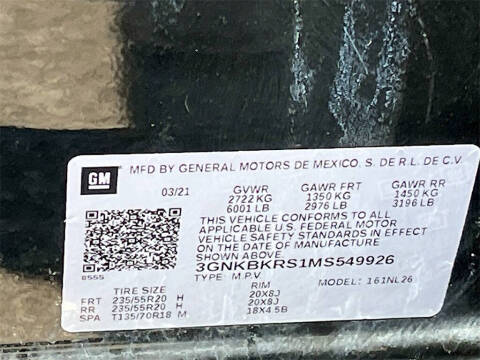 GM
MFD BY GENERAL MOTORS DE MEXICO, S. DE R.L. DE C.V.
03/21 GVWR GAWR FRT GAWR RR
2722 KG 1350 KG 1450 KG
6001 LB 2976 LB 3196 LB
THIS VEHICLE CONFORMS TO ALL
APPLICABLE U.S. FEDERAL MOTOR
VEHICLE SAFETY STANDARDS IN EFFECT
ON THE DATE OF MANUFACTURE
SHOWN ABOVE
3GNKBKRS1MS549926
8555 TYPE: M.P.V. MODEL: 161NL26
TIRE SIZE RIM
FRT 235/55R20 H 20X8J
RR 235/55R20 H 20X8J
SPA T135/70R18 M 18X4.5B